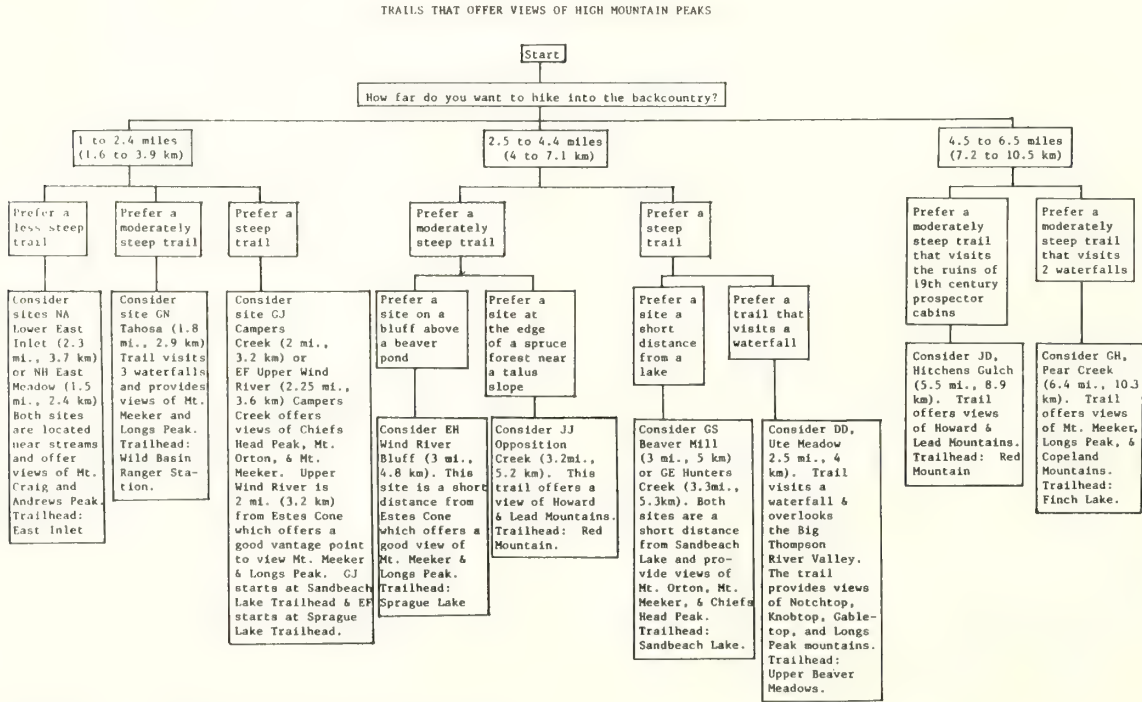 TRAILS THAT OFFER VIEWS OF HIGH MOUNTAIN PEAKS
Start
How far do you want to hike into the backcountry?
1 to 2.4 miles
(1.6 to 3.9 km)
2.5 to 4.4 miles
(4 to 7.1 km)
4.5 to 6.5 miles
(7.2 to 10.5 km)
Prefer a
less steep
trail
Prefer a
moderately
steep trail
Prefer a
steep
trail
Prefer a
moderately
steep trail
Prefer a
steep
trail
Prefer a
moderately
steep trail
that visits
the ruins of
19th century
prospector
cabins
Prefer a
moderately
steep trail
that visits
2 waterfalls
Consider
sites NA
Lower East
Inlet (2.3
mi., 3.7 km)
or NH East
Meadow (1.5
mi., 2.4 km)
Both sites
are located
near streams
and offer
views of Mt.
Craig and
Andrews Peak.
Trailhead:
East Inlet
Consider
site GN
Tahosa (1.8
mi., 2.9 km)
Trail visits
3 waterfalls
and provides
views of Mt.
Meeker and
Longs Peak.
Trailhead:
Wild Basin
Ranger Sta-
tion.
Consider
site GJ
Campers
Creek (2 mi.,
3.2 km) or
EF Upper Wind
River (2.25 mi.,
3.6 km) Campers
Creek offers
views of Chiefs
Head Peak, Mt.
Orton, & Mt.
Meeker. Upper
Wind River is
2 mi. (3.2 km)
from Estes Cone
which offers a
good vantage point
to view Mt. Meeker
& Longs Peak. GJ
starts at Sandbeach
Lake Trailhead & EF
starts at Sprague
Lake Trailhead.
Prefer a
site on a
bluff above
a beaver
pond
Prefer a
site at
the edge
of a spruce
forest near
a talus
slope
Prefer a
site a
short
distance
from a
lake
Prefer a
trail that
visits a
waterfall
Consider EH
Wind River
Bluff (3 mi.,
4.8 km). This
site is a short
distance from
Estes Cone
which offers a
good view of
Mt. Meeker &
Longs Peak.
Trailhead:
Sprague Lake
Consider JJ
Opposition
Creek (3.2mi.,
5.2 km). This
trail offers a
view of Howard
& Lead Mountains.
Trailhead: Red
Mountain.
Consider GS
Beaver Mill
(3 mi., 5 km)
or GE Hunters
Creek (3.3mi.,
5.3km). Both
sites are a
short distance
from Sandbeach
Lake and pro-
vide views of
Mt. Orton, Mt.
Meeker, & Chiefs
Head Peak.
Trailhead:
Sandbeach Lake.
Consider DD,
Ute Meadow
2.5 mi., 4
km). Trail
visits a
waterfall &
overlooks
the Big
Thompson
River Valley.
The trail
provides views
of Notchtop,
Knobtop, Gable-
top, and Longs
Peak mountains.
Trailhead:
Upper Beaver
Meadows.
Consider JD,
Hitchens Gulch
(5.5 mi., 8.9
km). Trail
offers views
of Howard &
Lead Mountains.
Trailhead: Red
Mountain
Consider GH,
Pear Creek
(6.4 mi., 10.3
km). Trail
offers views
of Mt. Meeker,
Longs Peak, &
Copeland
Mountains.
Trailhead:
Finch Lake.